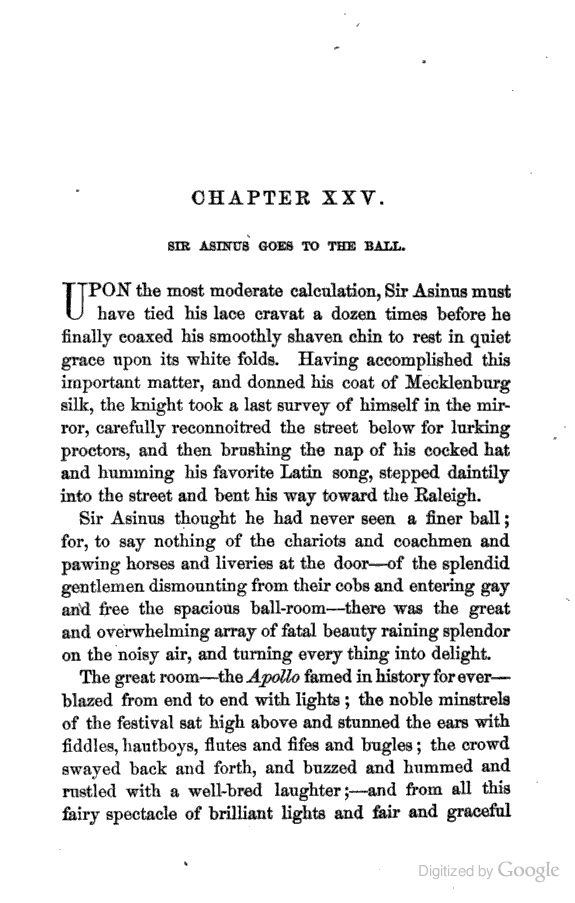 CHAPTER XXV.
SIR ASINUS GOES TO THE BALL.
UPON the most moderate calculation, Sir Asinus must
have tied his lace cravat a dozen times before he
finally coaxed his smoothly shaven chin to rest in quiet
grace upon its white folds. Having accomplished this
important matter, and donned his coat of Mecklenburg
silk, the knight took a last survey of himself in the mir-
ror, carefully reconnoitred the street below for lurking
proctors, and then brushing the nap of his cocked hat
and humming his favorite Latin song, stepped daintily
into the street and bent his way toward the Raleigh.
Sir Asinus thought he had never seen a finer ball;
for, to say nothing of the chariots and coachmen and
pawing horses and liveries at the door—of the splendid
gentlemen dismounting from their cobs and entering gay
and free the spacious ball-room—there was the great
and overwhelming array of fatal beauty raining splendor
on the noisy air, and turning every thing into delight.
The great room—the Apollo famed in history for ever—
blazed from end to end with lights; the noble minstrels
of the festival sat high above and stunned the ears with
fiddles, hautboys, flutes and fifes and bugles; the crowd
swayed back and forth, and buzzed and hummed and
rustled with a well-bred laughter;—and from all this
fairy spectacle of brilliant lights and fair and graceful
Digitized by Google